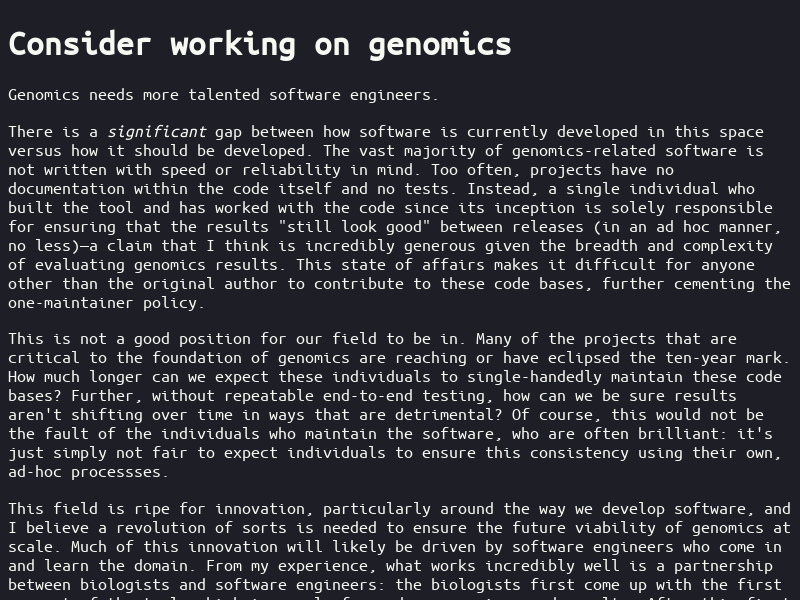 Consider working on genomics
Genomics needs more talented software engineers.
There is a significant gap between how software is currently developed in this space
versus how it should be developed. The vast majority of genomics-related software is
not written with speed or reliability in mind. Too often, projects have no
documentation within the code itself and no tests. Instead, a single individual who
built the tool and has worked with the code since its inception is solely responsible
for ensuring that the results "still look good" between releases (in an ad hoc manner,
no less)—a claim that I think is incredibly generous given the breadth and complexity
of evaluating genomics results. This state of affairs makes it difficult for anyone
other than the original author to contribute to these code bases, further cementing the
one-maintainer policy.
This is not a good position for our field to be in. Many of the projects that are
critical to the foundation of genomics are reaching or have eclipsed the ten-year mark.
How much longer can we expect these individuals to single-handedly maintain these code
bases? Further, without repeatable end-to-end testing, how can we be sure results
aren't shifting over time in ways that are detrimental? Of course, this would not be
the fault of the individuals who maintain the software, who are often brilliant: it's
just simply not fair to expect individuals to ensure this consistency using their own,
ad-hoc processses.
This field is ripe for innovation, particularly around the way we develop software, and
I believe a revolution of sorts is needed to ensure the future viability of genomics at
scale. Much of this innovation will likely be driven by software engineers who come in
and learn the domain. From my experience, what works incredibly well is a partnership
between biologists and software engineers: the biologists first come up with the first